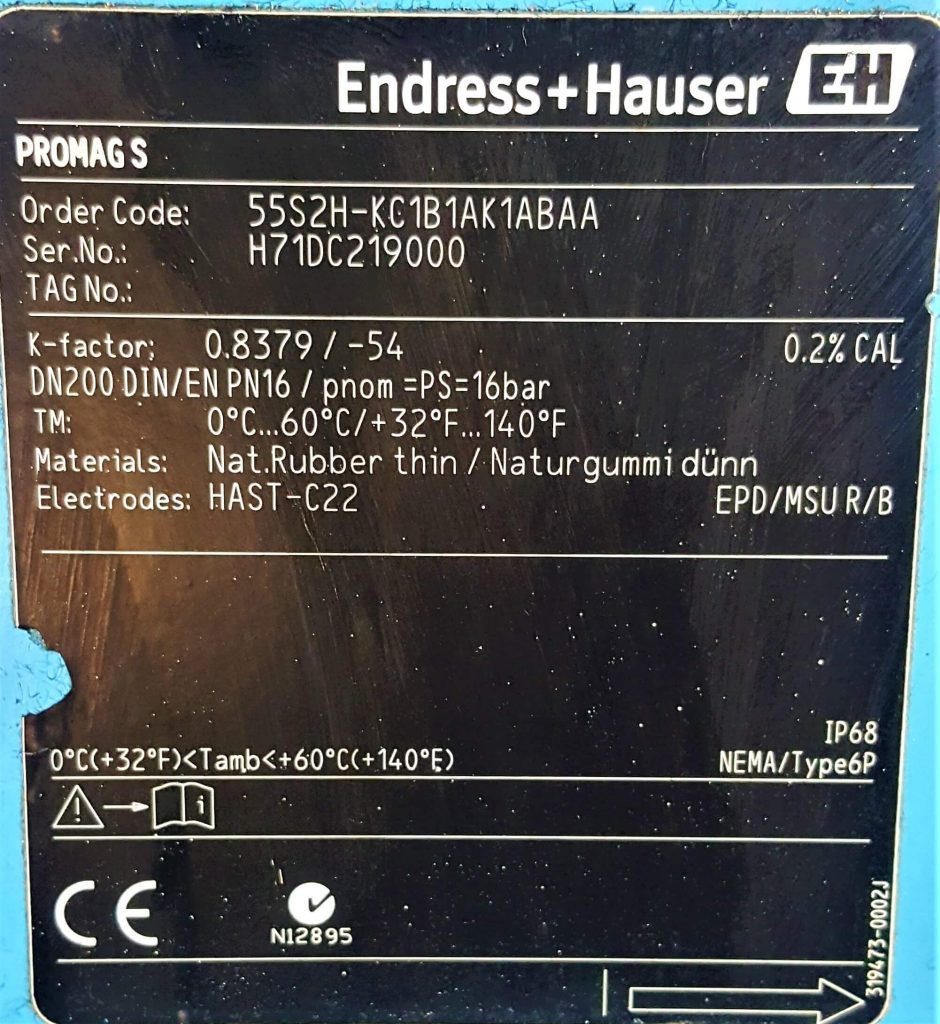 Endress+Hauser EH
PROMAG S
Order Code: 55S2H-KC1B1AK1ABAA
Ser.No.: H71DC219000
TAG No.:
K-factor: 0.8379 / -54 0.2% CAL
DN200 DIN/EN PN16 / pnom =PS=16bar
TM: 0°C...60°C/+32°F...140°F
Materials: Nat.Rubber thin / Naturgummi dünn
Electrodes: HAST-C22 EPD/MSU R/B
IP68
0°C(+32°F)<Tamb<+60°C(+140°F) NEMA/Type6P
i
CE
N12895
319473-0002J